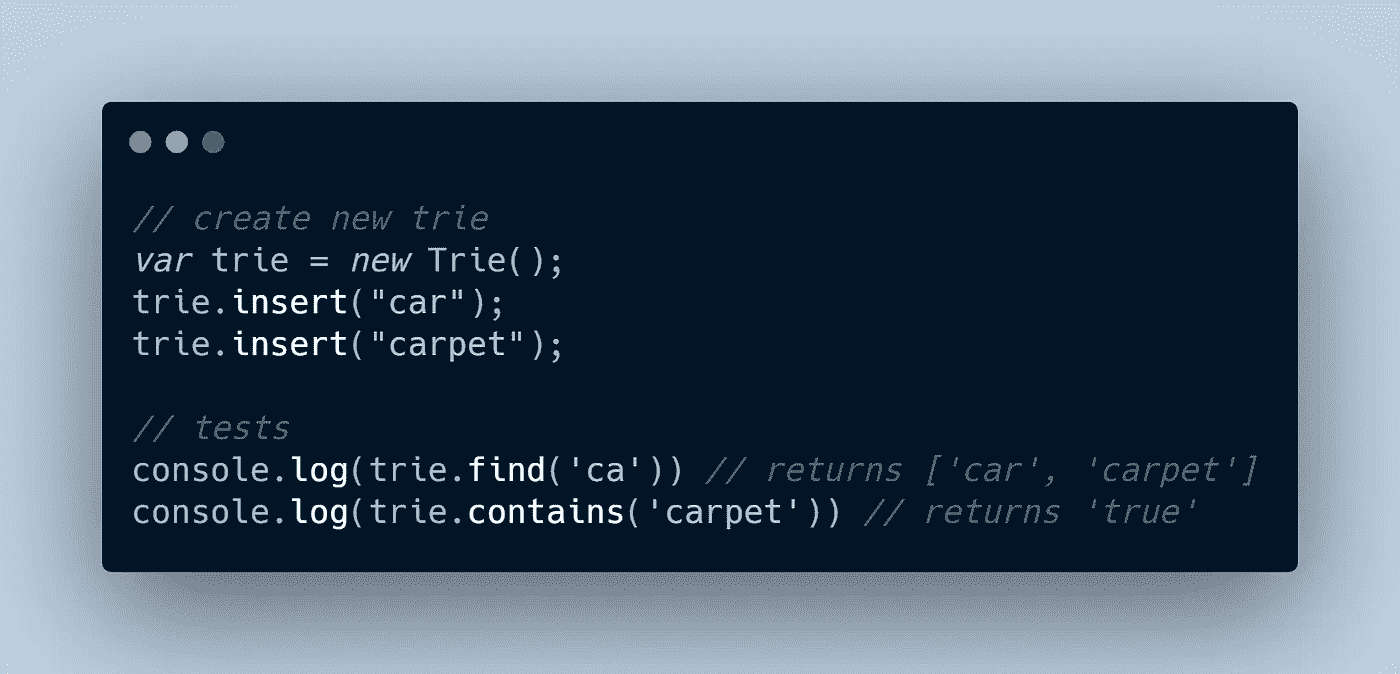 // create new trie
var trie = new Trie();
trie.insert("car");
trie.insert("carpet");
// tests
console.log(trie.find('ca')) // returns ['car', 'carpet']
console.log(trie.contains('carpet')) // returns 'true'